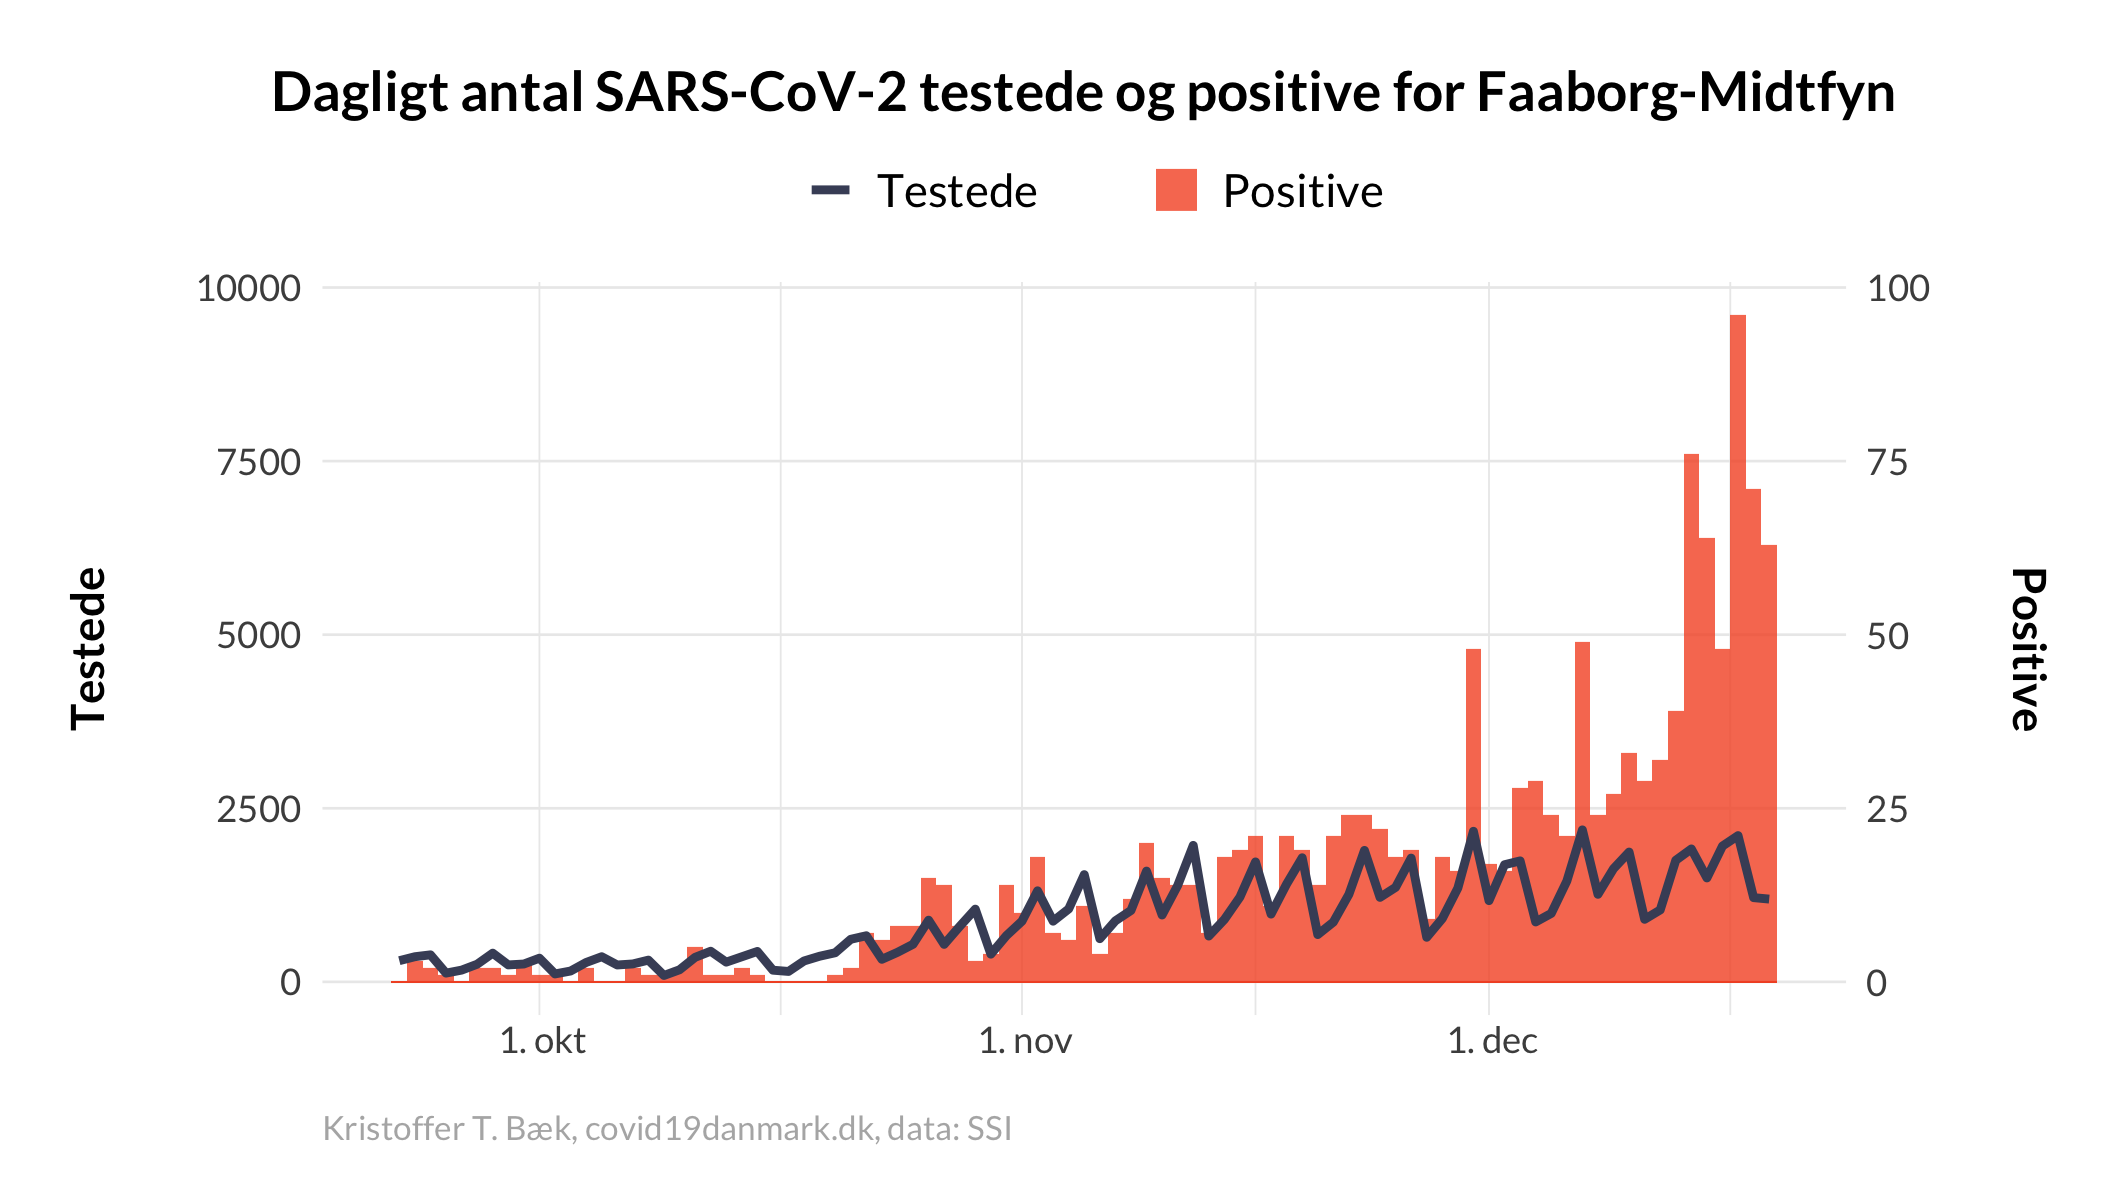 Dagligt antal SARS-CoV-2 testede og positive for Faaborg-Midtfyn
Testede
Positive
10000
7500
5000
2500
0
100
75
50
25
0
Testede
Positive
1. okt
1. nov
1. dec
Kristoffer T. Bæk, covid19danmark.dk, data: SSI